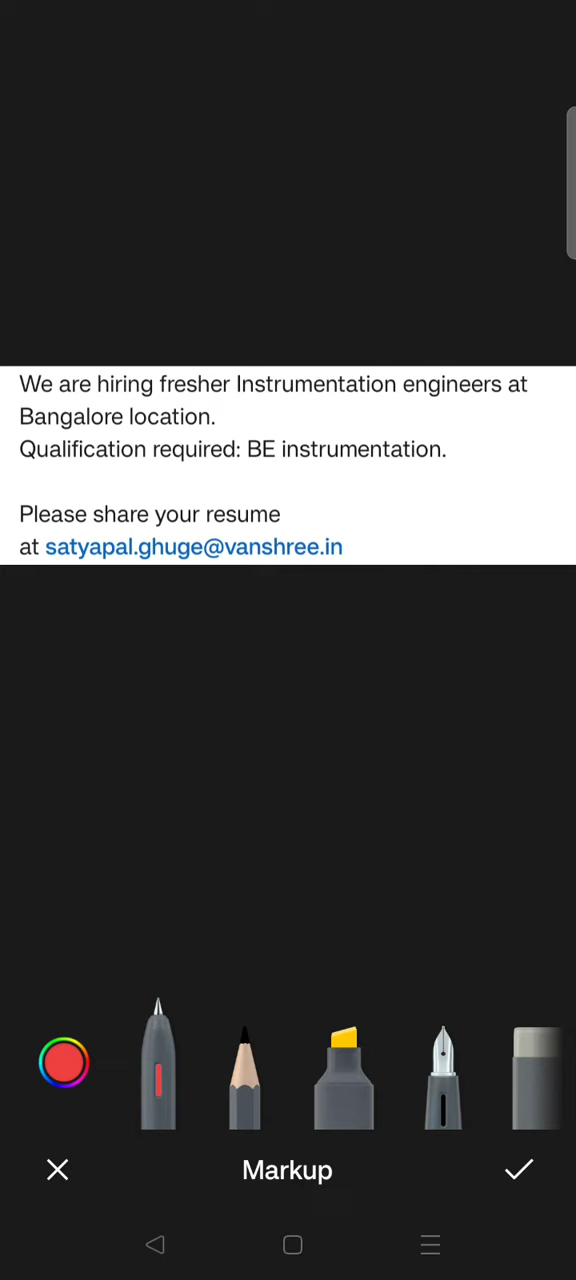 We are hiring fresher Instrumentation engineers at
Bangalore location.
Qualification required: BE instrumentation.
Please share your resume
at satyapal.ghuge@vanshree.in
Markup